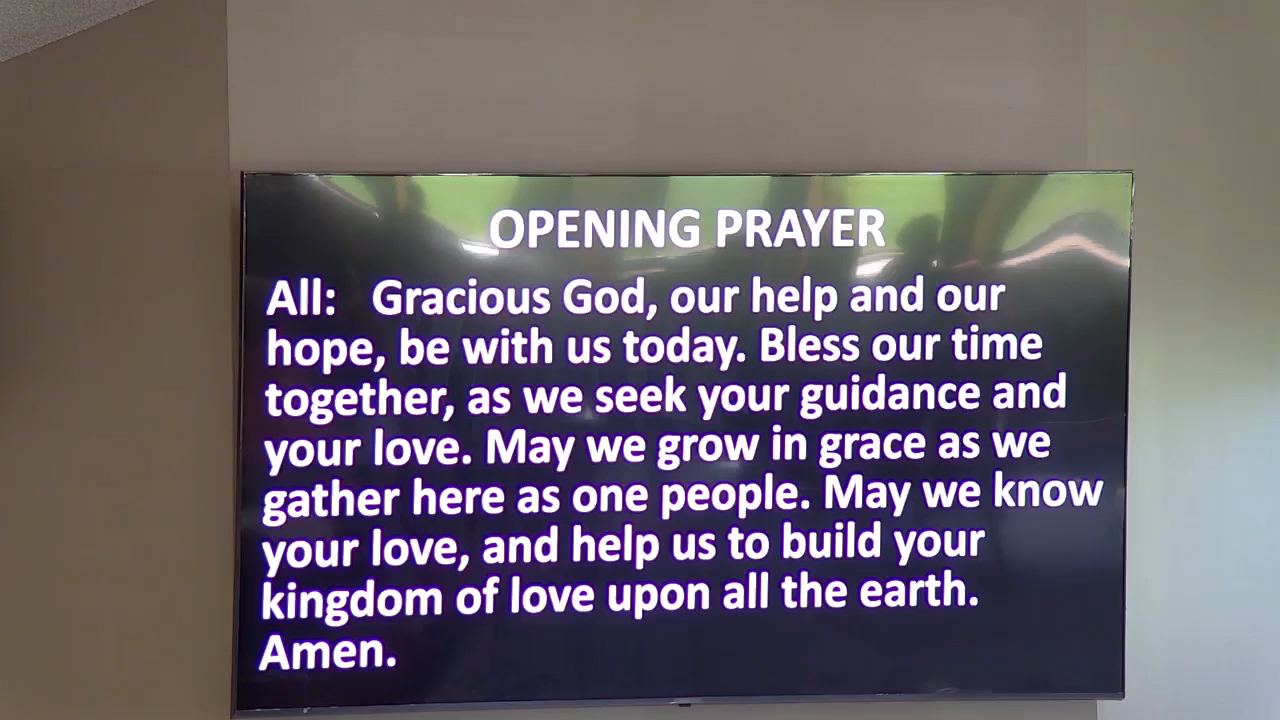 OPENING PRAYER
All: Gracious God, our help and our
hope, be with us today. Bless our time
together, as we seek your guidance and
your love. May we grow in grace as we
gather here as one people. May we know
your love, and help us to build your
kingdom of love upon all the earth.
Amen.